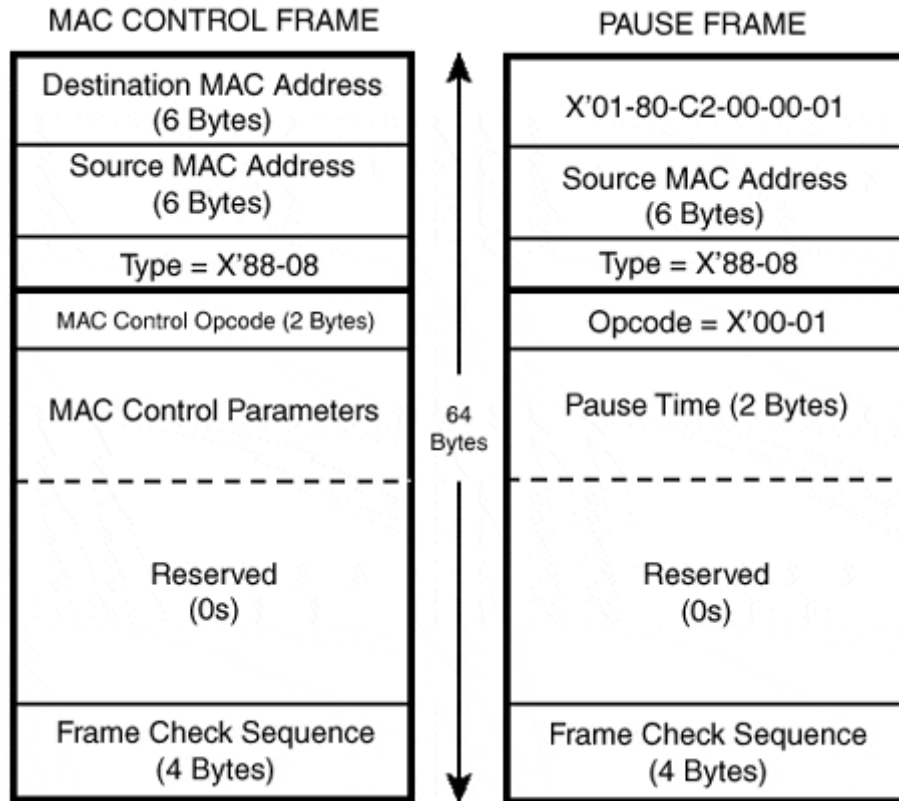 MAC CONTROL FRAME
Destination MAC Address
(6 Bytes)
Source MAC Address
(6 Bytes)
Type = X'88-08
MAC Control Opcode (2 Bytes)
MAC Control Parameters
Reserved
(0s)
Frame Check Sequence
(4 Bytes)
64
Bytes
PAUSE FRAME
X'01-80-C2-00-00-01
Source MAC Address
(6 Bytes)
Type = X'88-08
Opcode = X'00-01
Pause Time (2 Bytes)
Reserved
(0s)
Frame Check Sequence
(4 Bytes)